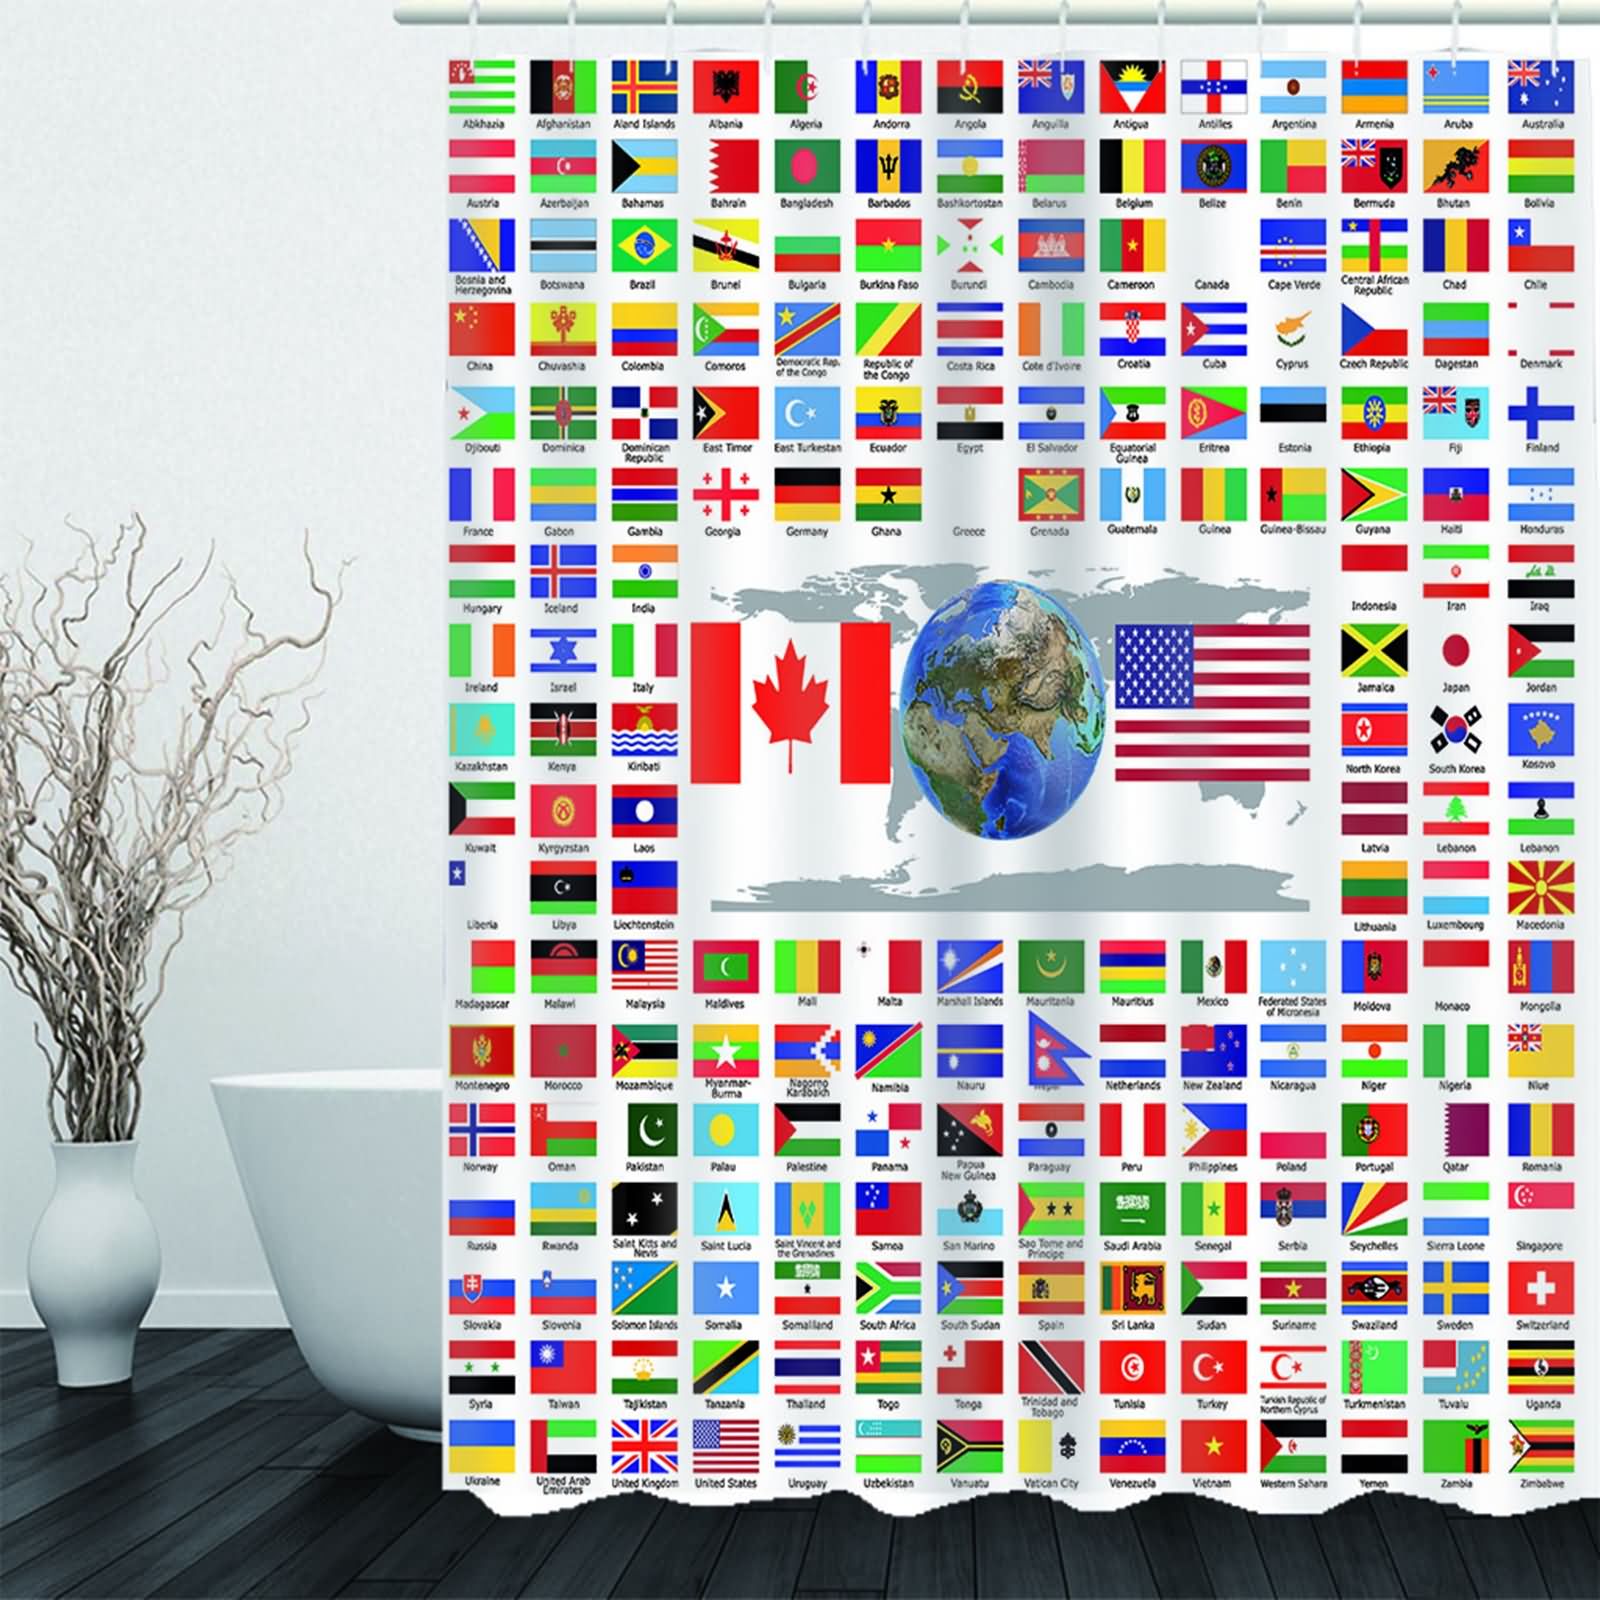 Abkhazia Afghanistan Aland Islands Albania Algeria Andorra Angola Anguilla Antigua Antilles Argentina Armenia Aruba Australia
Austria Azerbaijan Bahamas Bahrain Bangladesh Barbados Bashkortostan Belarus Belgium Belize Benin Bermuda Bhutan Bolivia
Bosnia and Herzegovina Botswana Brazil Brunei Bulgaria Burkina Faso Burundi Cambodia Cameroon Canada Cape Verde Central African Republic Chad Chile
China Chuvashia Colombia Comoros Democratic Rep. of the Congo Republic of the Congo Costa Rica Cote d'Ivoire Croatia Cuba Cyprus Czech Republic Dagestan Denmark
Djibouti Dominica Dominican Republic East Timor East Turkestan Ecuador Egypt El Salvador Equatorial Guinea Eritrea Estonia Ethiopia Fiji Finland
France Gabon Gambia Georgia Germany Ghana Greece Grenada Guatemala Guinea Guinea-Bissau Guyana Haiti Honduras
Hungary Iceland India Indonesia Iran Iraq
Ireland Israel Italy Jamaica Japan Jordan
Kazakhstan Kenya Kiribati North Korea South Korea Kosovo
Kuwait Kyrgyzstan Laos Latvia Lebanon Lebanon
Liberia Libya Liechtenstein Lithuania Luxembourg Macedonia
Madagascar Malawi Malaysia Maldives Mali Malta Marshall Islands Mauritania Mauritius Mexico Federated States of Micronesia Moldova Monaco Mongolia
Montenegro Morocco Mozambique Myanmar-Burma Nagorno Karabakh Namibia Nauru Nepal Netherlands New Zealand Nicaragua Niger Nigeria Niue
Norway Oman Pakistan Palau Palestine Panama Papua New Guinea Paraguay Peru Philippines Poland Portugal Qatar Romania
Russia Rwanda Saint Kitts and Nevis Saint Lucia Saint Vincent and the Grenadines Samoa San Marino Sao Tome and Principe Saudi Arabia Senegal Serbia Seychelles Sierra Leone Singapore
Slovakia Slovenia Solomon Islands Somalia Somaliland South Africa South Sudan Spain Sri Lanka Sudan Suriname Swaziland Sweden Switzerland
Syria Taiwan Tajikistan Tanzania Thailand Togo Tonga Trinidad and Tobago Tunisia Turkey Turkish Republic of Northern Cyprus Turkmenistan Tuvalu Uganda
Ukraine United Arab Emirates United Kingdom United States Uruguay Uzbekistan Vanuatu Vatican City Venezuela Vietnam Western Sahara Yemen Zambia Zimbabwe